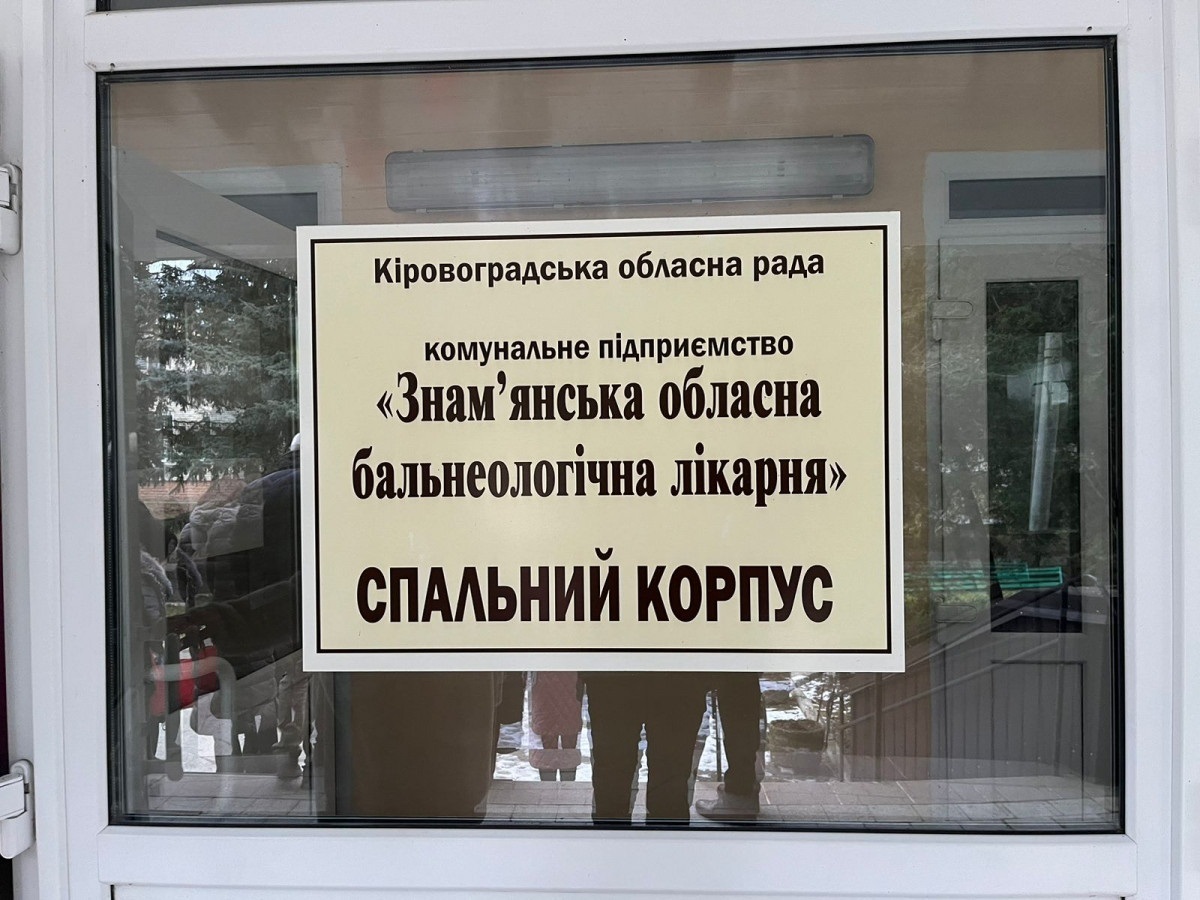 Кіровоградська обласна рада
комунальне підприємство
«Знам’янська обласна
бальнеологічна лікарня»
СПАЛЬНИЙ КОРПУС